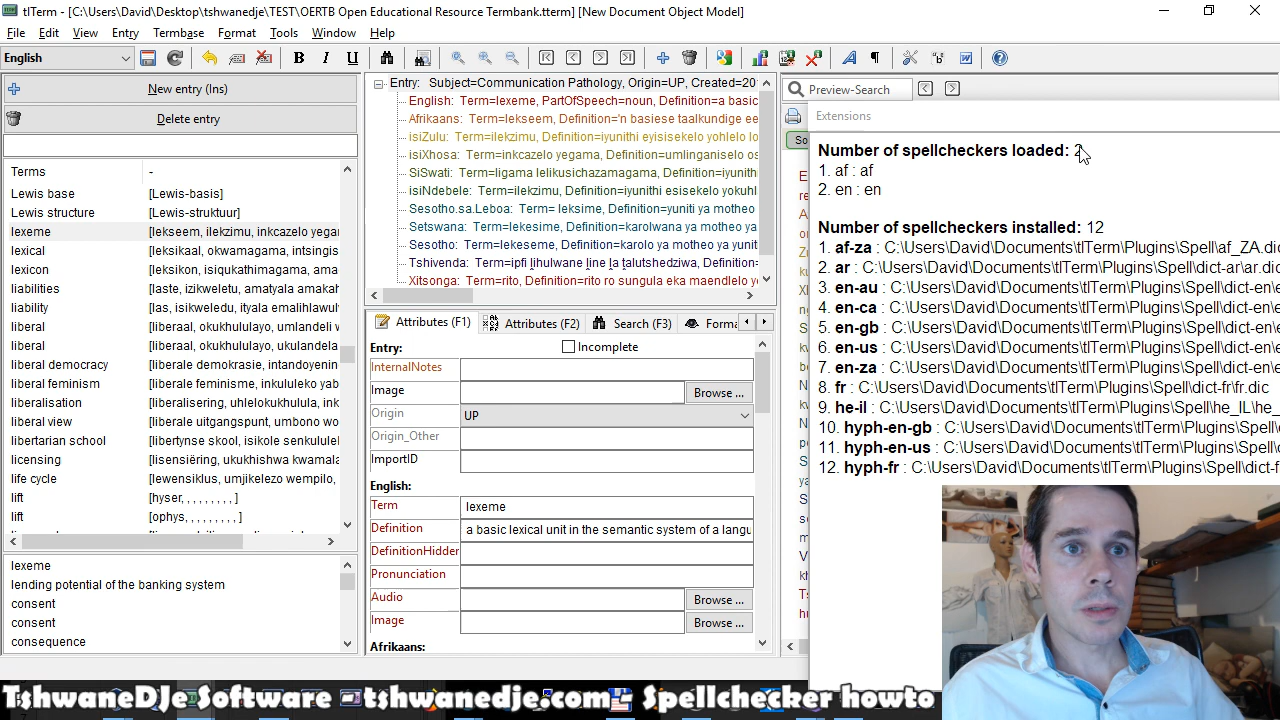 tlTerm - [C:\Users\David\Desktop\tshwanedje\TEST\OERTB Open Educational Resource Termbank.tterm] [New Document Object Model]
File Edit View Entry Termbase Format Tools Window Help
English B I U
New entry (Ins)
Delete entry
Terms -
Lewis base [Lewis-basis]
Lewis structure [Lewis-struktuur]
lexeme [lekseem, ilekzimu, inkcazelo yegai
lexical [leksikaal, okwamagama, intsingis
lexicon [leksikon, isiqukathimagama, ama
liabilities [laste, izikweletu, amatyala amakah
liability [las, isikweledu, ityala emalihlawul
liberal [liberaal, okukhululayo, umlandeli v
liberal [liberaal, okukhululayo, ukulandela
liberal democracy [liberale demokrasie, intandoyenin
liberal feminism [liberale feminisme, inkululeko yab
liberalisation [liberalisering, uhlelokukhulula, ink
liberal view [liberale uitgangspunt, umbono wo
libertarian school [libertynse skool, isikole senkululel
licensing [lisensiëring, ukukhishwa kwamala
life cycle [lewensiklus, umjikelezo wempilo,
lift [hyser, , , , , , , , , ]
lift [ophys, , , , , , , , , ]
lexeme
lending potential of the banking system
consent
consent
consequence
Entry: Subject=Communication Pathology, Origin=UP, Created=20
English: Term=lexeme, PartOfSpeech=noun, Definition=a basic
Afrikaans: Term=lekseem, Definition='n basiese taalkundige ee
isiZulu: Term=ilekzimu, Definition=iyunithi eyisisekelo yohlelo lo
isiXhosa: Term=inkcazelo yegama, Definition=umlinganiselo os
SiSwati: Term=ligama lelikusichazamagama, Definition=iyunithi
isiNdebele: Term=ilekzimu, Definition=iyunithi esisekelo yokuhl
Sesotho.sa.Leboa: Term= leksime, Definition=yuniti ya motheo
Setswana: Term=lekesime, Definition=karolwana ya motheo ya
Sesotho: Term=lekeseme, Definition=karolo ya motheo ya yunit
Tshivenda: Term=ipfi ḽihulwane ḽine ḽa talutshedziwa, Definition=
Xitsonga: Term=rito, Definition=rito ro sungula eka maendlelo y
Attributes (F1) Attributes (F2) Search (F3) Forma
Entry: Incomplete
InternalNotes
Image Browse ...
Origin UP
Origin_Other
ImportID
English:
Term lexeme
Definition a basic lexical unit in the semantic system of a langu
DefinitionHidden
Pronunciation
Audio Browse ...
Image Browse ...
Afrikaans:
Preview-Search
So
Extensions
Number of spellcheckers loaded: 2
1. af : af
2. en : en
Number of spellcheckers installed: 12
1. af-za : C:\Users\David\Documents\tlTerm\Plugins\Spell\af_ZA.dic
2. ar : C:\Users\David\Documents\tlTerm\Plugins\Spell\dict-ar\ar.dic
3. en-au : C:\Users\David\Documents\tlTerm\Plugins\Spell\dict-en\e
4. en-ca : C:\Users\David\Documents\tlTerm\Plugins\Spell\dict-en\e
5. en-gb : C:\Users\David\Documents\tlTerm\Plugins\Spell\dict-en\e
6. en-us : C:\Users\David\Documents\tlTerm\Plugins\Spell\dict-en\e
7. en-za : C:\Users\David\Documents\tlTerm\Plugins\Spell\dict-en\e
8. fr : C:\Users\David\Documents\tlTerm\Plugins\Spell\dict-fr\fr.dic
9. he-il : C:\Users\David\Documents\tlTerm\Plugins\Spell\he_IL\he_
10. hyph-en-gb : C:\Users\David\Documents\tlTerm\Plugins\Spell\d
11. hyph-en-us : C:\Users\David\Documents\tlTerm\Plugins\Spell\d
12. hyph-fr : C:\Users\David\Documents\tlTerm\Plugins\Spell\dict-f
TshwaneDJe Software tshwanedje.com Spellchecker howto